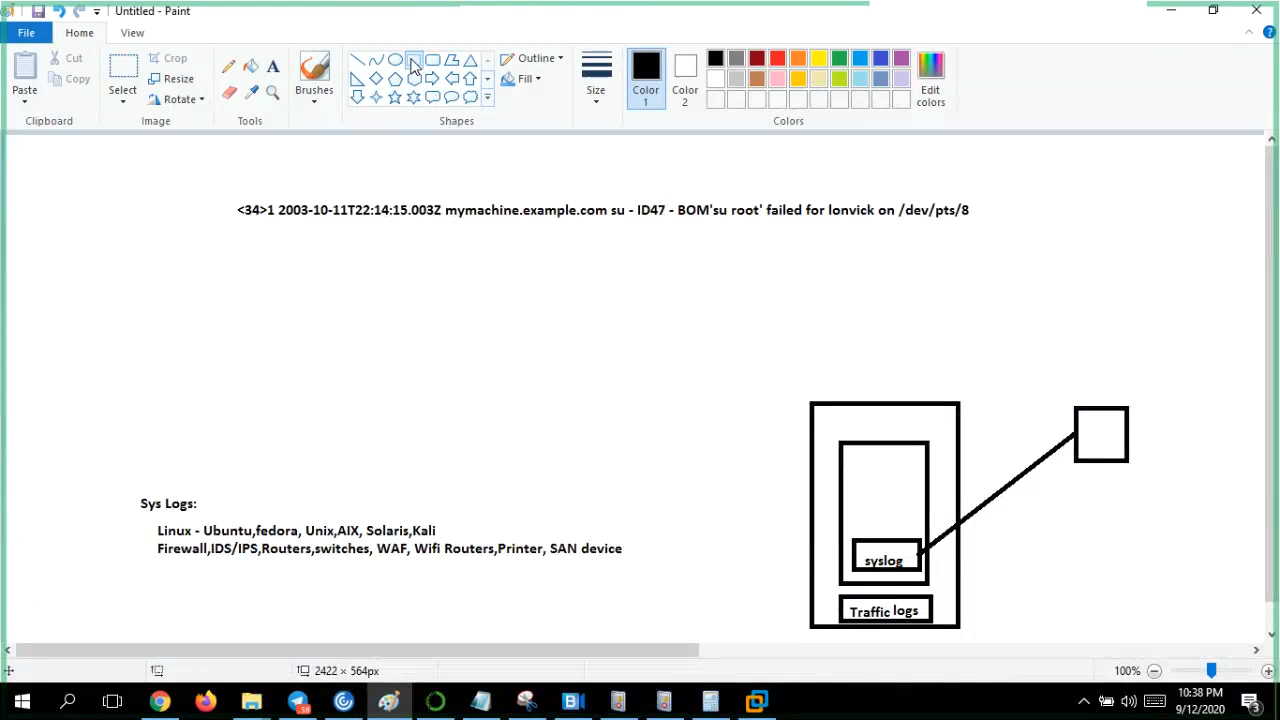 Untitled - Paint
File
Home
View
Paste
Cut
Copy
Clipboard
Select
Crop
Resize
Rotate
Image
Tools
Brushes
Shapes
Outline
Fill
Size
Color 1
Color 2
Edit colors
Colors
<34>1 2003-10-11T22:14:15.003Z mymachine.example.com su - ID47 - BOM'su root' failed for lonvick on /dev/pts/8
Sys Logs:
Linux - Ubuntu,fedora, Unix,AIX, Solaris,Kali
Firewall,IDS/IPS,Routers,switches, WAF, Wifi Routers,Printer, SAN device
syslog
Traffic logs
2422 × 564px
100%
10:38 PM
9/12/2020